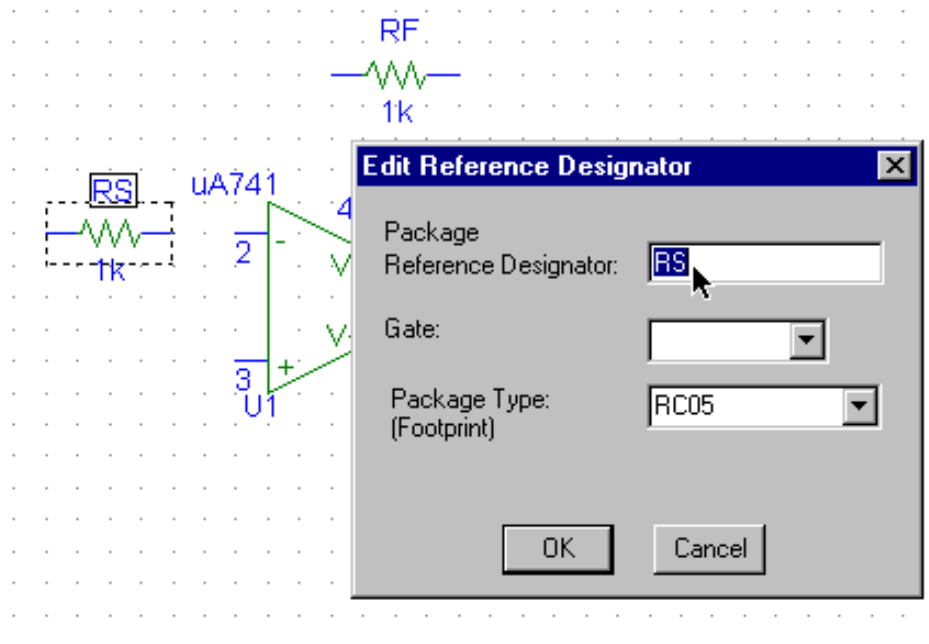 RF
1k
RS
1k
uA741
2
-
4
V
3
+
V-
U1
Edit Reference Designator
Package
Reference Designator: RS
Gate:
Package Type: RC05
(Footprint)
OK Cancel